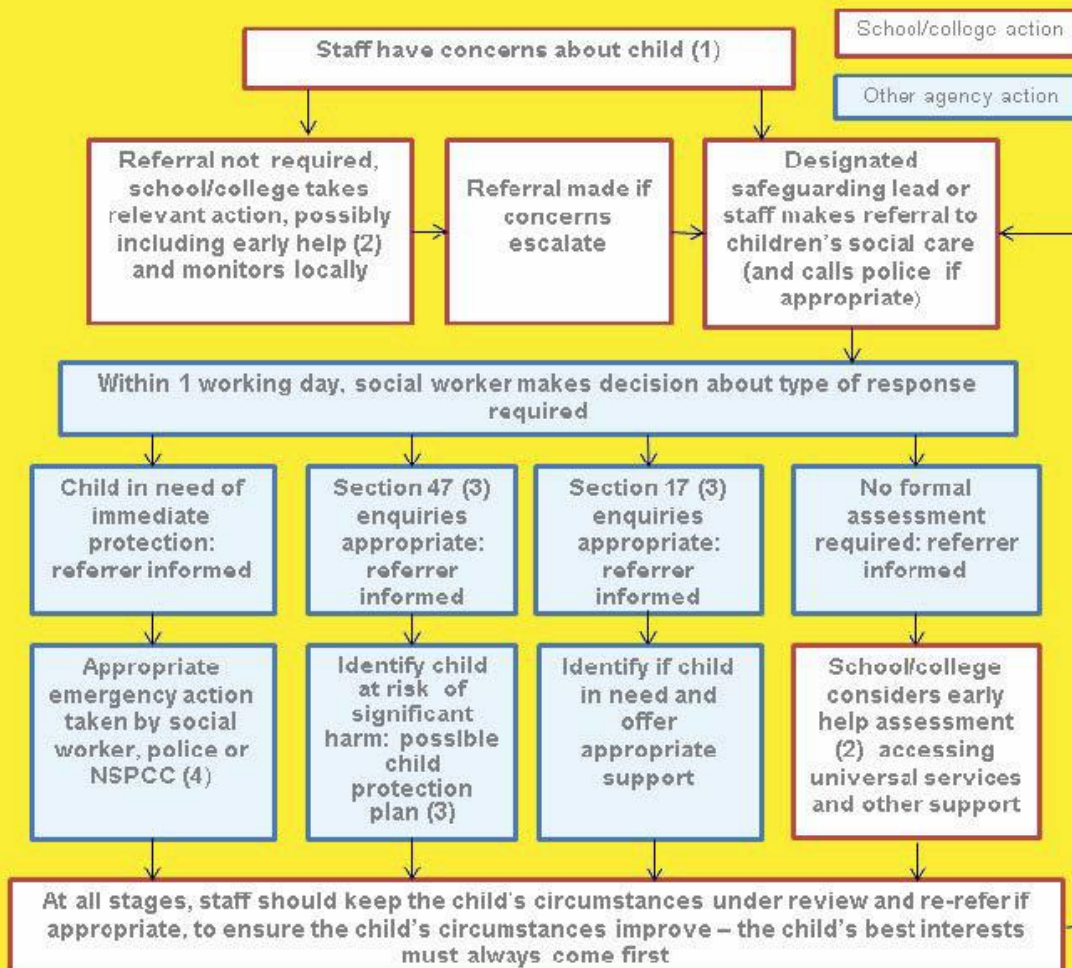 School/college action
Other agency action
Staff have concerns about child (1)
Referral not required,
school/college takes
relevant action, possibly
including early help (2)
and monitors locally
Referral made if
concerns
escalate
Designated
safeguarding lead or
staff makes referral to
children's social care
(and calls police if
appropriate)
Within 1 working day, social worker makes decision about type of response
required
Child in need of
immediate
protection:
referrer informed
Section 47 (3)
enquiries
appropriate:
referrer
informed
Section 17 (3)
enquiries
appropriate:
referrer
informed
No formal
assessment
required: referrer
informed
Appropriate
emergency action
taken by social
worker, police or
NSPCC (4)
Identify child
at risk of
significant
harm: possible
child
protection
plan (3)
Identify if child
in need and
offer
appropriate
support
School/college
considers early
help assessment
(2) accessing
universal services
and other support
At all stages, staff should keep the child's circumstances under review and re-refer if
appropriate, to ensure the child's circumstances improve – the child's best interests
must always come first